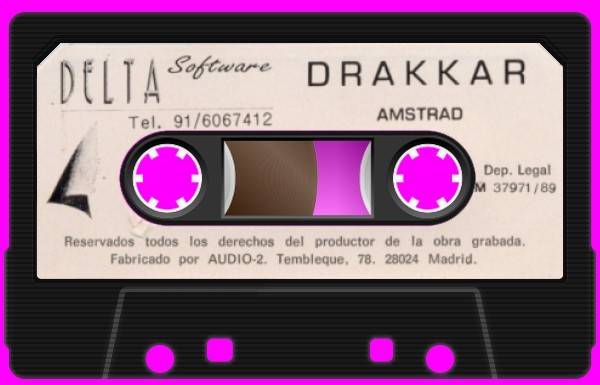 DELTA Software
DRAKKAR
Tel. 91/6067412
AMSTRAD
Dep. Legal
M 37971/89
Reservados todos los derechos del productor de la obra grabada.
Fabricado por AUDIO-2. Tembleque, 78. 28024 Madrid.